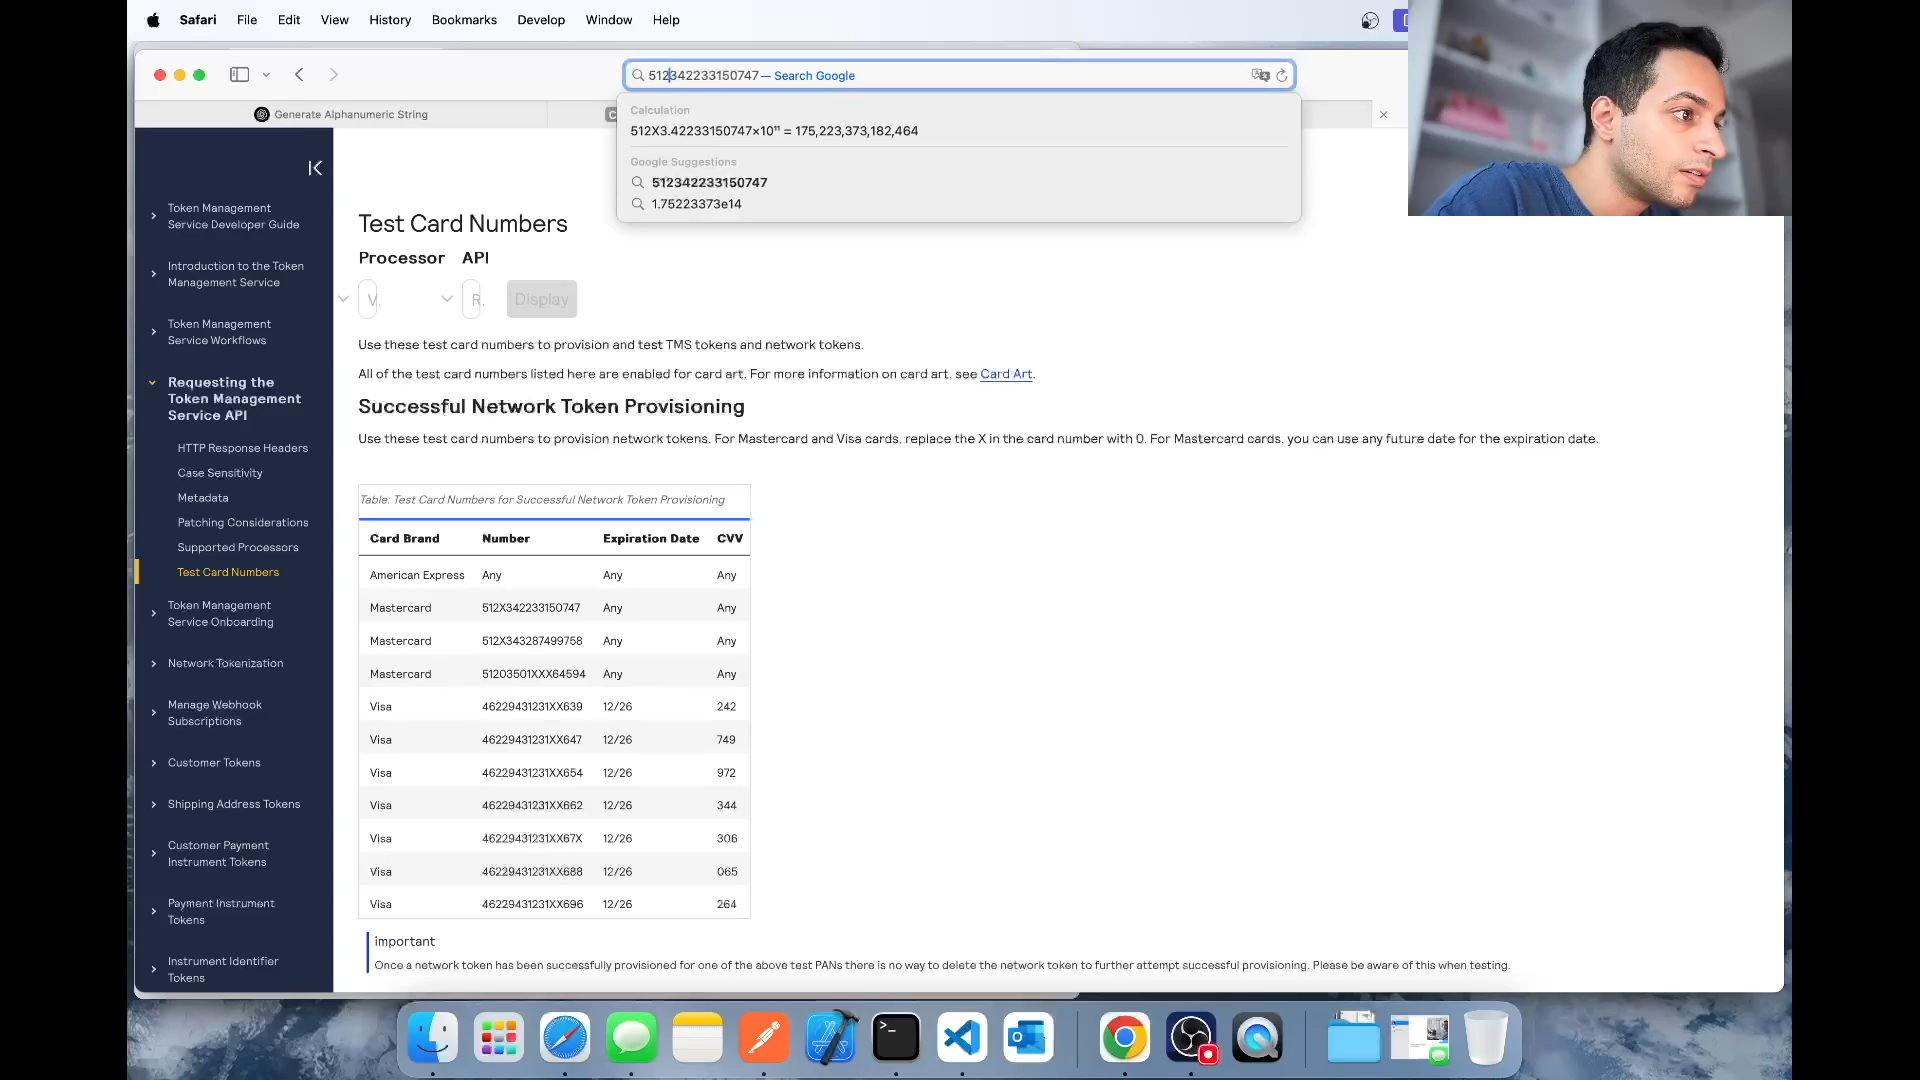 Safari File Edit View History Bookmarks Develop Window Help
512342233150747 — Search Google
Generate Alphanumeric String
Calculation
512X3.42233150747×10¹¹ = 175,223,373,182,464
Google Suggestions
512342233150747
1.75223373e14
Token Management
Service Developer Guide
Introduction to the Token
Management Service
Token Management
Service Workflows
Requesting the
Token Management
Service API
HTTP Response Headers
Case Sensitivity
Metadata
Patching Considerations
Supported Processors
Test Card Numbers
Token Management
Service Onboarding
Network Tokenization
Manage Webhook
Subscriptions
Customer Tokens
Shipping Address Tokens
Customer Payment
Instrument Tokens
Payment Instrument
Tokens
Instrument Identifier
Tokens
Test Card Numbers
Processor API
V. R. Display
Use these test card numbers to provision and test TMS tokens and network tokens.
All of the test card numbers listed here are enabled for card art. For more information on card art, see Card Art.
Successful Network Token Provisioning
Use these test card numbers to provision network tokens. For Mastercard and Visa cards, replace the X in the card number with 0. For Mastercard cards, you can use any future date for the expiration date.
Table: Test Card Numbers for Successful Network Token Provisioning
Card Brand Number Expiration Date CVV
American Express Any Any Any
Mastercard 512X342233150747 Any Any
Mastercard 512X343287499758 Any Any
Mastercard 51203501XXX64594 Any Any
Visa 46229431231XX639 12/26 242
Visa 46229431231XX647 12/26 749
Visa 46229431231XX654 12/26 972
Visa 46229431231XX662 12/26 344
Visa 46229431231XX67X 12/26 306
Visa 46229431231XX688 12/26 065
Visa 46229431231XX696 12/26 264
important
Once a network token has been successfully provisioned for one of the above test PANs there is no way to delete the network token to further attempt successful provisioning. Please be aware of this when testing.